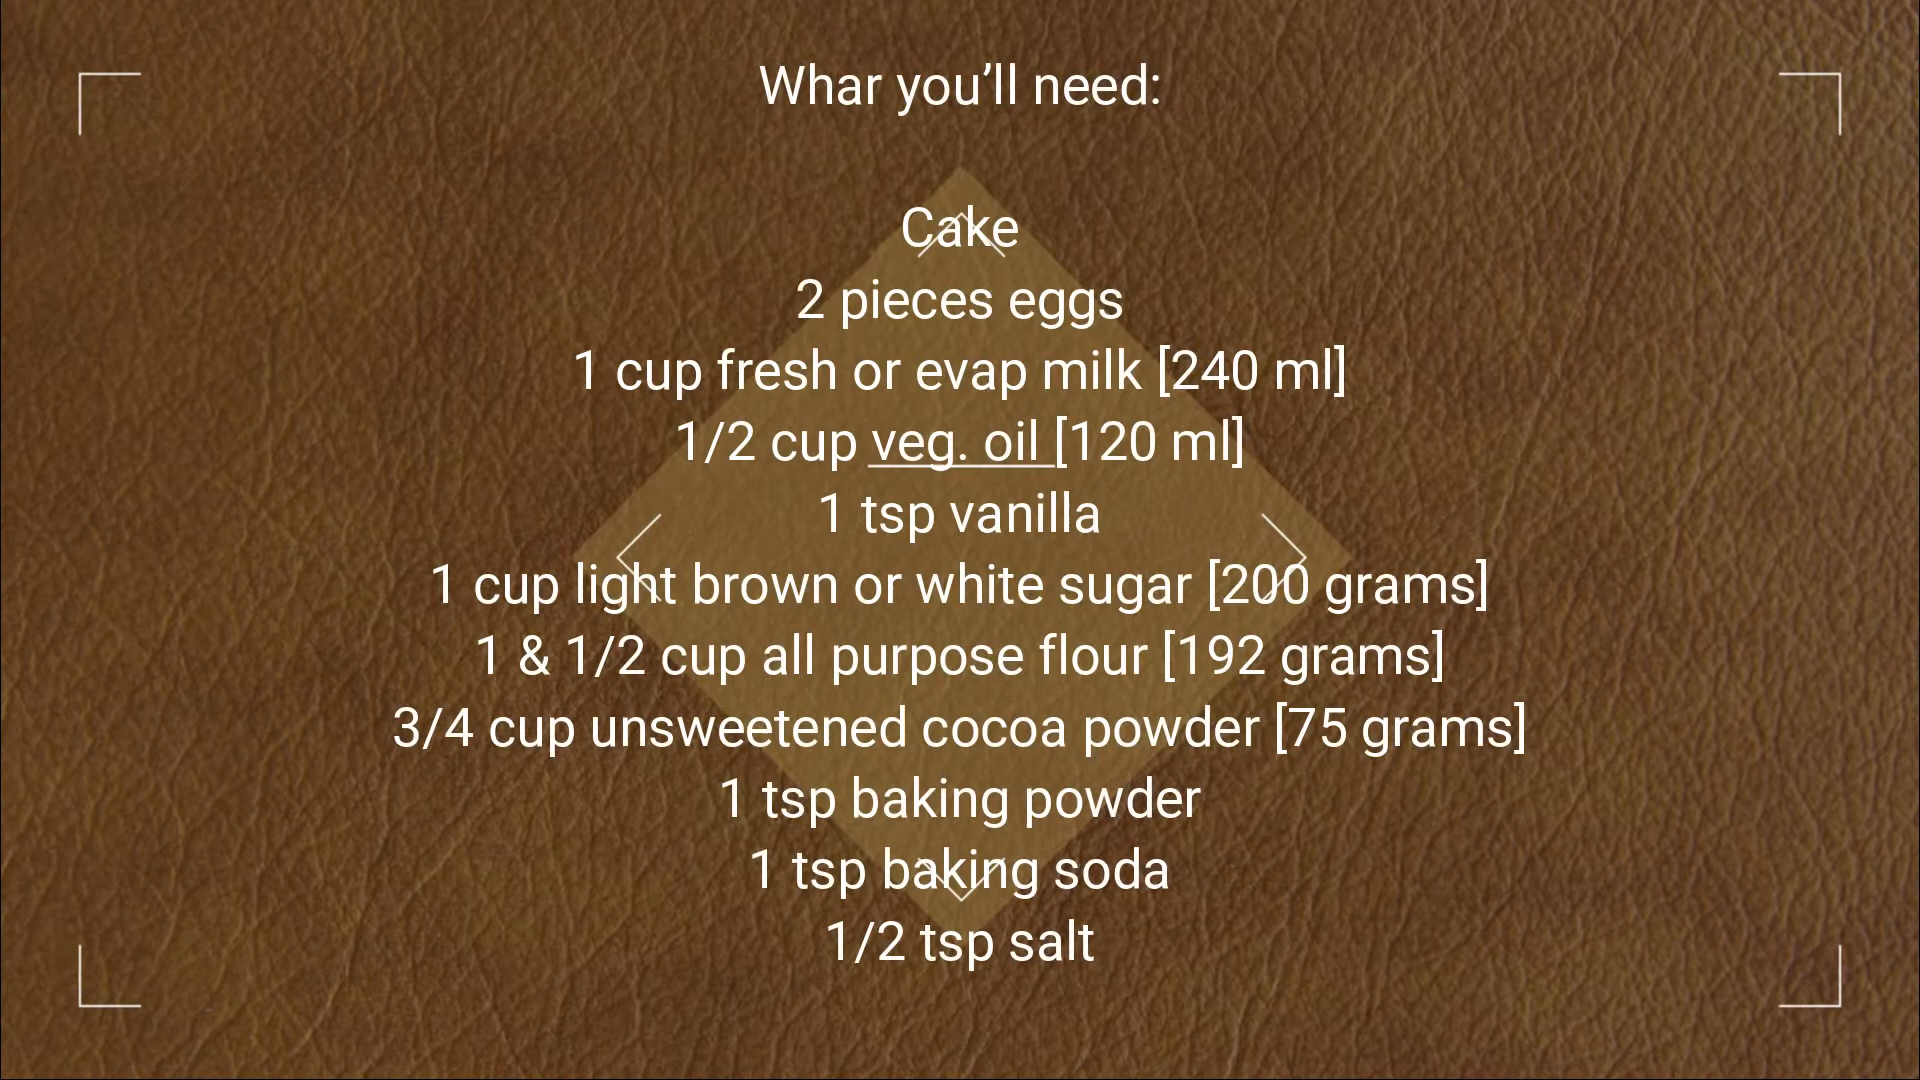 Whar you’ll need:
Cake
2 pieces eggs
1 cup fresh or evap milk [240 ml]
1/2 cup veg. oil [120 ml]
1 tsp vanilla
1 cup light brown or white sugar [200 grams]
1 & 1/2 cup all purpose flour [192 grams]
3/4 cup unsweetened cocoa powder [75 grams]
1 tsp baking powder
1 tsp baking soda
1/2 tsp salt